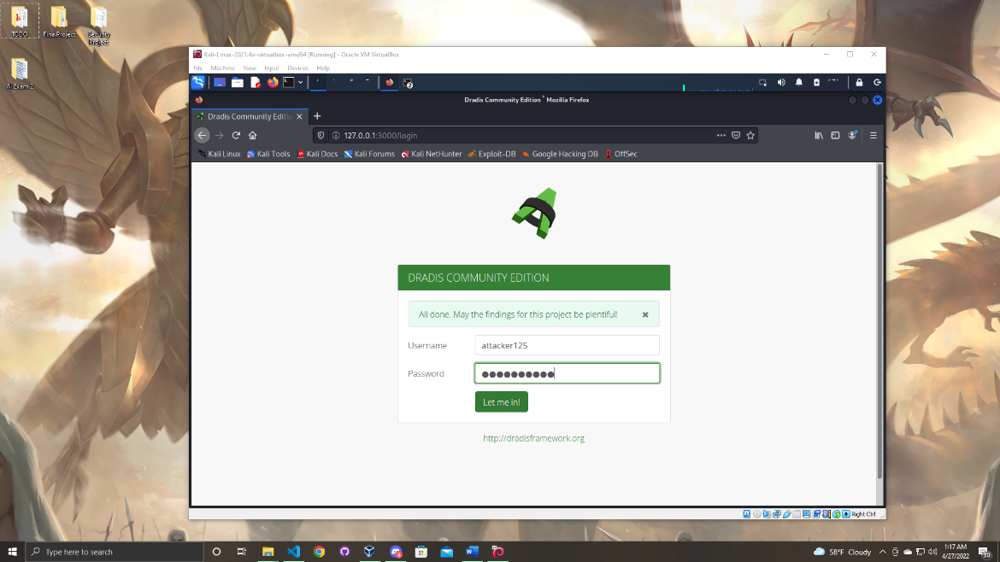 TODO
FinalProject
Security
Project
AI Exam 2
Kali-Linux-2021.4a-virtualbox-amd64 [Running] - Oracle VM VirtualBox
File Machine View Input Devices Help
2
Dradis Community Edition - Mozilla Firefox
Dradis Community Editio
127.0.0.1:3000/login
Kali Linux Kali Tools Kali Docs Kali Forums Kali NetHunter Exploit-DB Google Hacking DB OffSec
DRADIS COMMUNITY EDITION
All done. May the findings for this project be plentiful!
Username attacker125
Password
Let me in!
http://dradisframework.org
Right Ctrl
Type here to search
58°F Cloudy
1:17 AM
4/27/2022
30